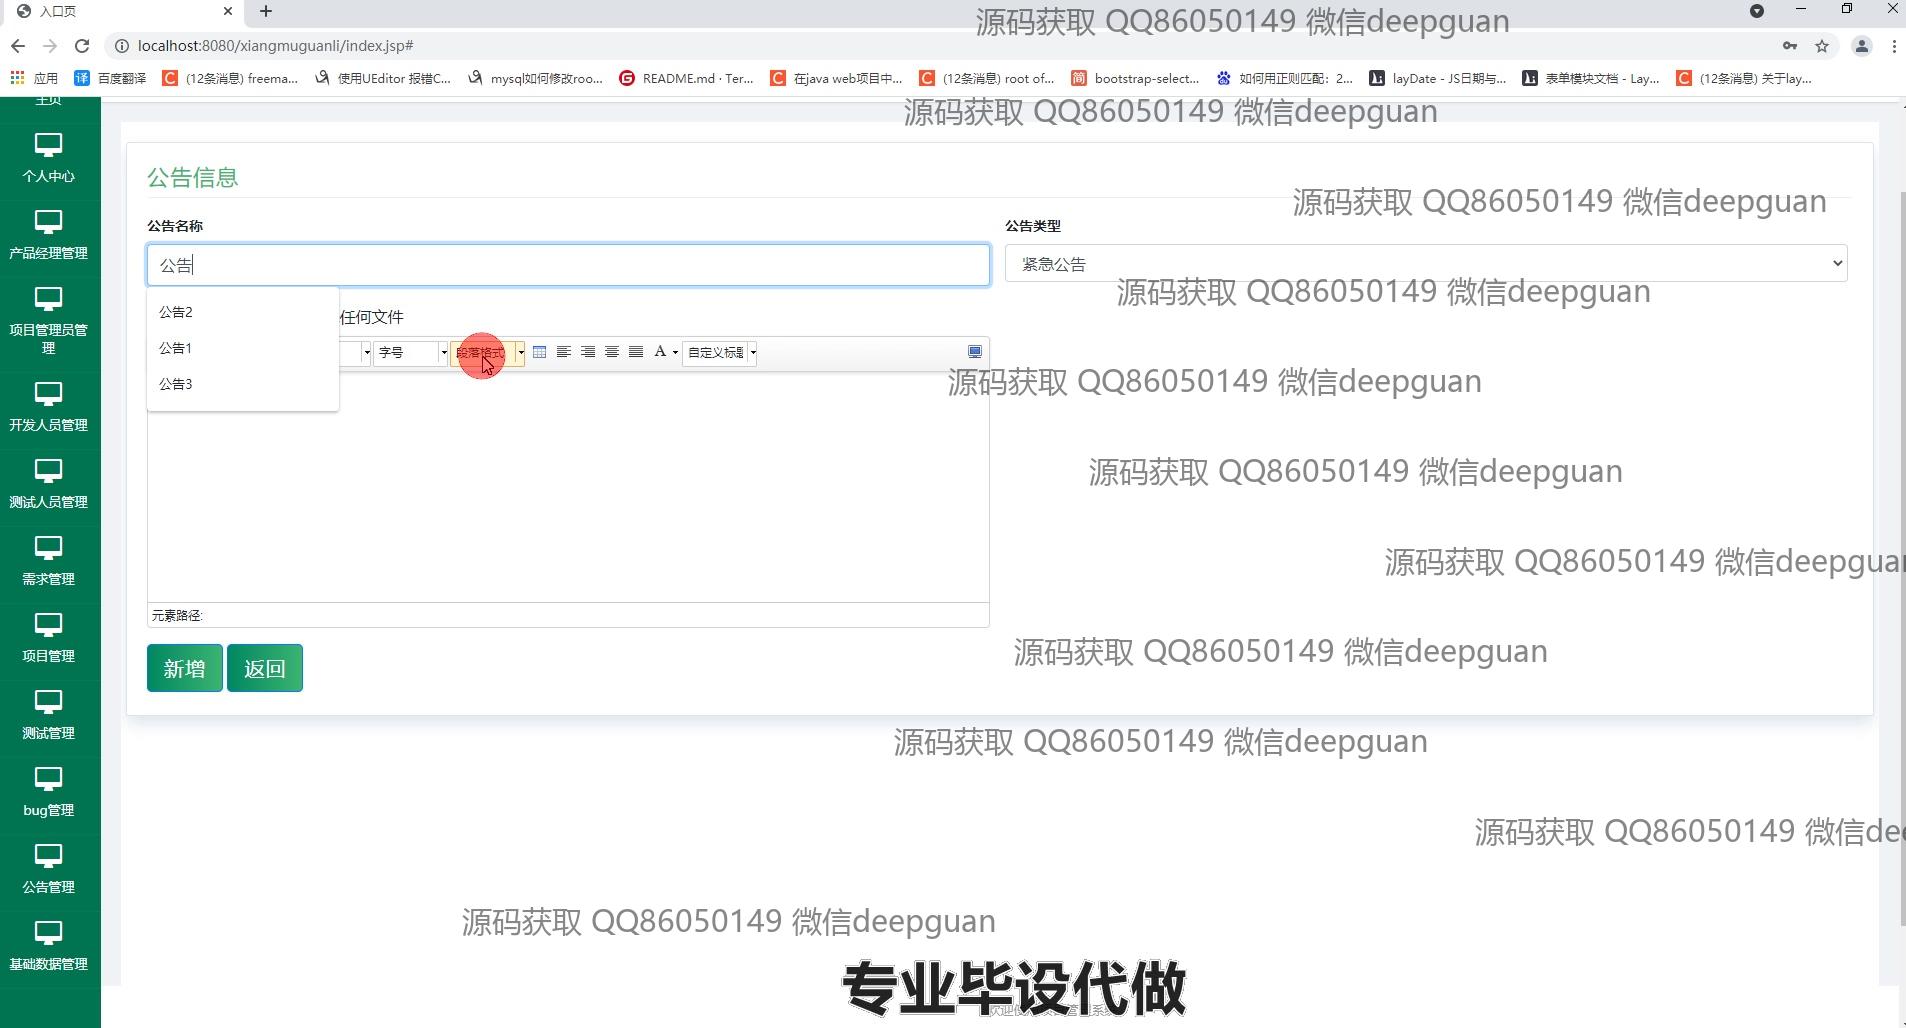 入口页
localhost:8080/xiangmuguanli/index.jsp#
应用
译 百度翻译
C (12条消息) freema...
使用UEditor 报错C...
mysql如何修改roo...
G README.md · Ter...
C 在java web项目中...
C (12条消息) root of...
简 bootstrap-select...
如何用正则匹配：2...
layDate - JS日期与...
表单模块文档 - Lay...
C (12条消息) 关于lay...
源码获取 QQ86050149 微信deepguan
源码获取 QQ86050149 微信deepguan
主页
个人中心
产品经理管理
项目管理员管
理
开发人员管理
测试人员管理
需求管理
项目管理
测试管理
bug管理
公告管理
基础数据管理
公告信息
源码获取 QQ86050149 微信deepguan
公告名称
公告类型
公告
紧急公告
源码获取 QQ86050149 微信deepguan
公告2
公告1
公告3
任何文件
字号
段落格式
A
自定义标题
源码获取 QQ86050149 微信deepguan
源码获取 QQ86050149 微信deepguan
源码获取 QQ86050149 微信deepguan
元素路径:
新增
返回
源码获取 QQ86050149 微信deepguan
源码获取 QQ86050149 微信deepguan
源码获取 QQ86050149 微信dee
源码获取 QQ86050149 微信deepguan
专业毕设代做